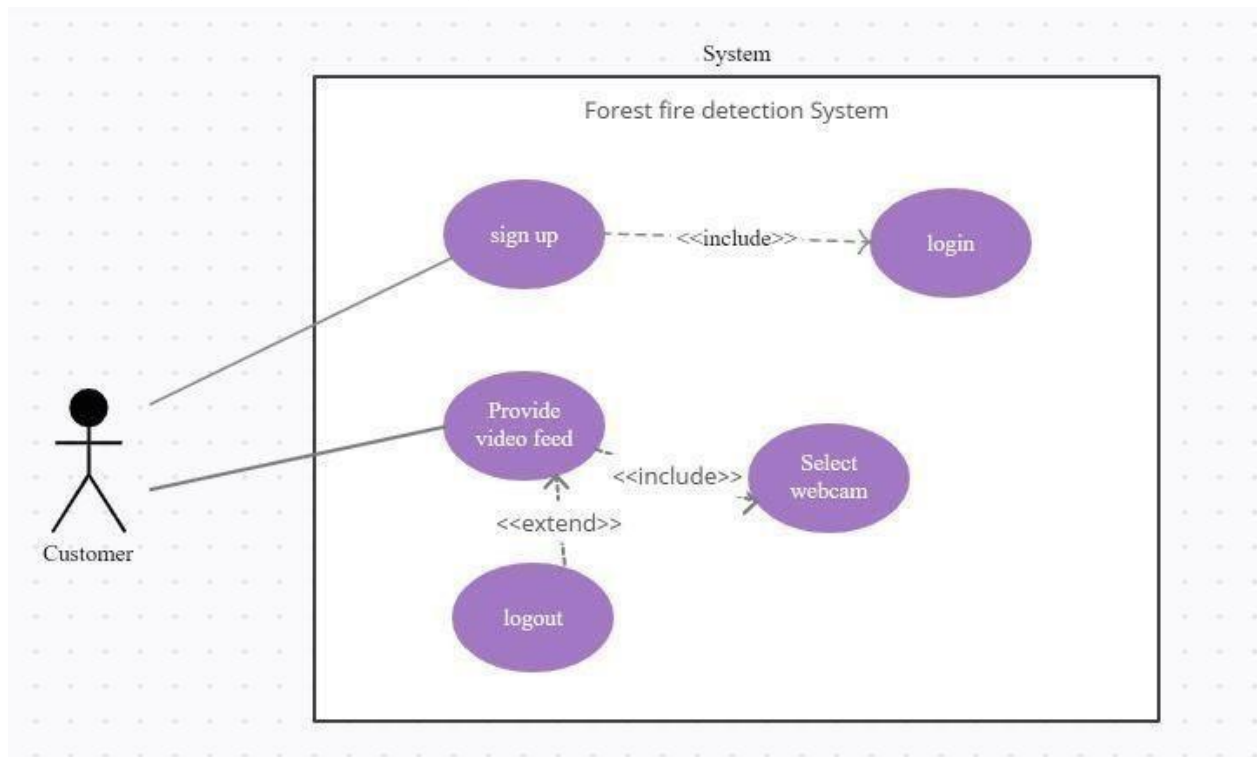 System
Forest fire detection System
sign up
<<include>>
login
Provide
video feed
<<include>>
Select
webcam
<<extend>>
logout
Customer